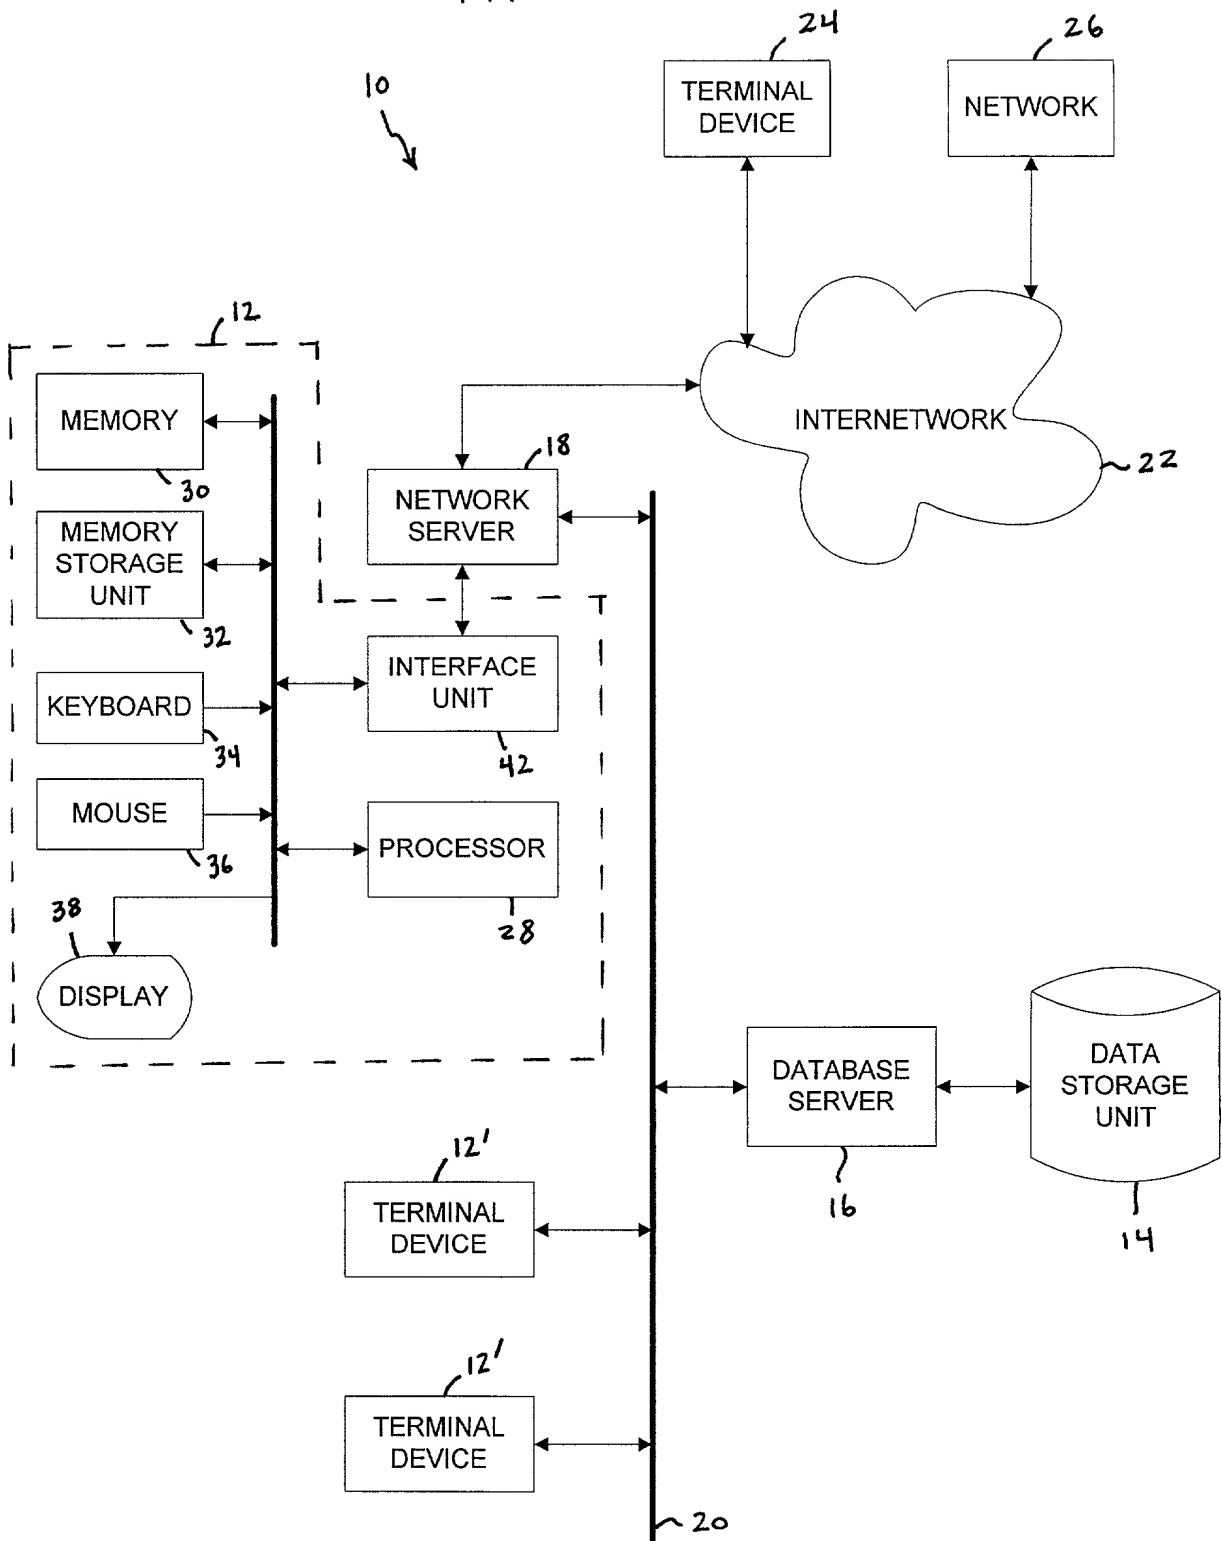 24
26
10
TERMINAL
DEVICE
NETWORK
12
MEMORY
30
INTERNETWORK
22
18
NETWORK
SERVER
MEMORY
STORAGE
UNIT
32
INTERFACE
UNIT
42
KEYBOARD
34
MOUSE
36
PROCESSOR
28
38
DISPLAY
DATABASE
SERVER
16
DATA
STORAGE
UNIT
14
12'
TERMINAL
DEVICE
12'
TERMINAL
DEVICE
20